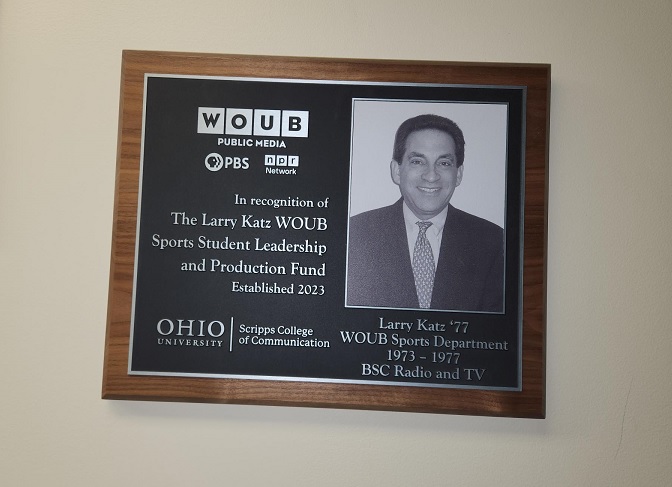 WOUB
PUBLIC MEDIA
PBS
npr
Network
In recognition of
The Larry Katz WOUB
Sports Student Leadership
and Production Fund
Established 2023
OHIO
UNIVERSITY
Scripps College
of Communication
Larry Katz ‘77
WOUB Sports Department
1973 – 1977
BSC Radio and TV